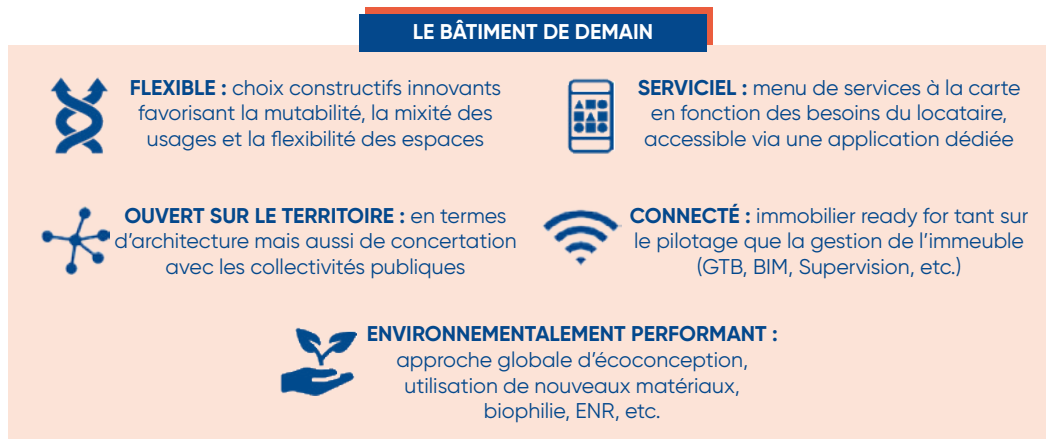 LE BÂTIMENT DE DEMAIN
FLEXIBLE : choix constructifs innovants
favorisant la mutabilité, la mixité des
usages et la flexibilité des espaces
SERVICIEL : menu de services à la carte
en fonction des besoins du locataire,
accessible via une application dédiée
OUVERT SUR LE TERRITOIRE : en termes
d’architecture mais aussi de concertation
avec les collectivités publiques
CONNECTÉ : immobilier ready for tant sur
le pilotage que la gestion de l’immeuble
(GTB, BIM, Supervision, etc.)
ENVIRONNEMENTALEMENT PERFORMANT :
approche globale d’écoconception,
utilisation de nouveaux matériaux,
biophilie, ENR, etc.